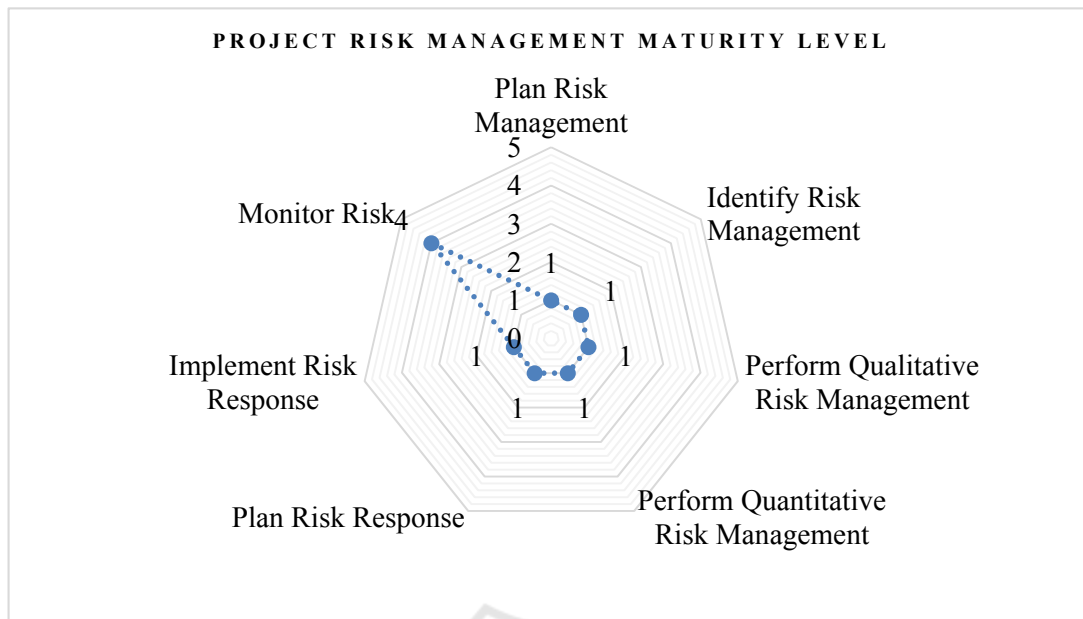 PROJECT RISK MANAGEMENT MATURITY LEVEL
Plan Risk
Management
5
4
3
2
1
0
Identify Risk
Management
Perform Qualitative
Risk Management
Perform Quantitative
Risk Management
Plan Risk Response
Implement Risk
Response
Monitor Risk
1
1
1
1
1
1
4